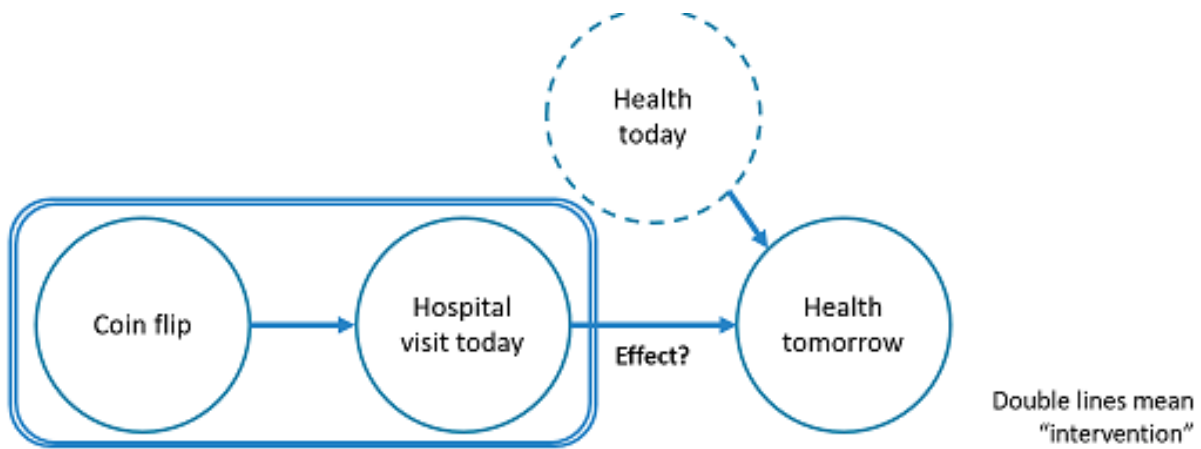 Health
today
Coin flip
Hospital
visit today
Effect?
Health
tomorrow
Double lines mean
“intervention”